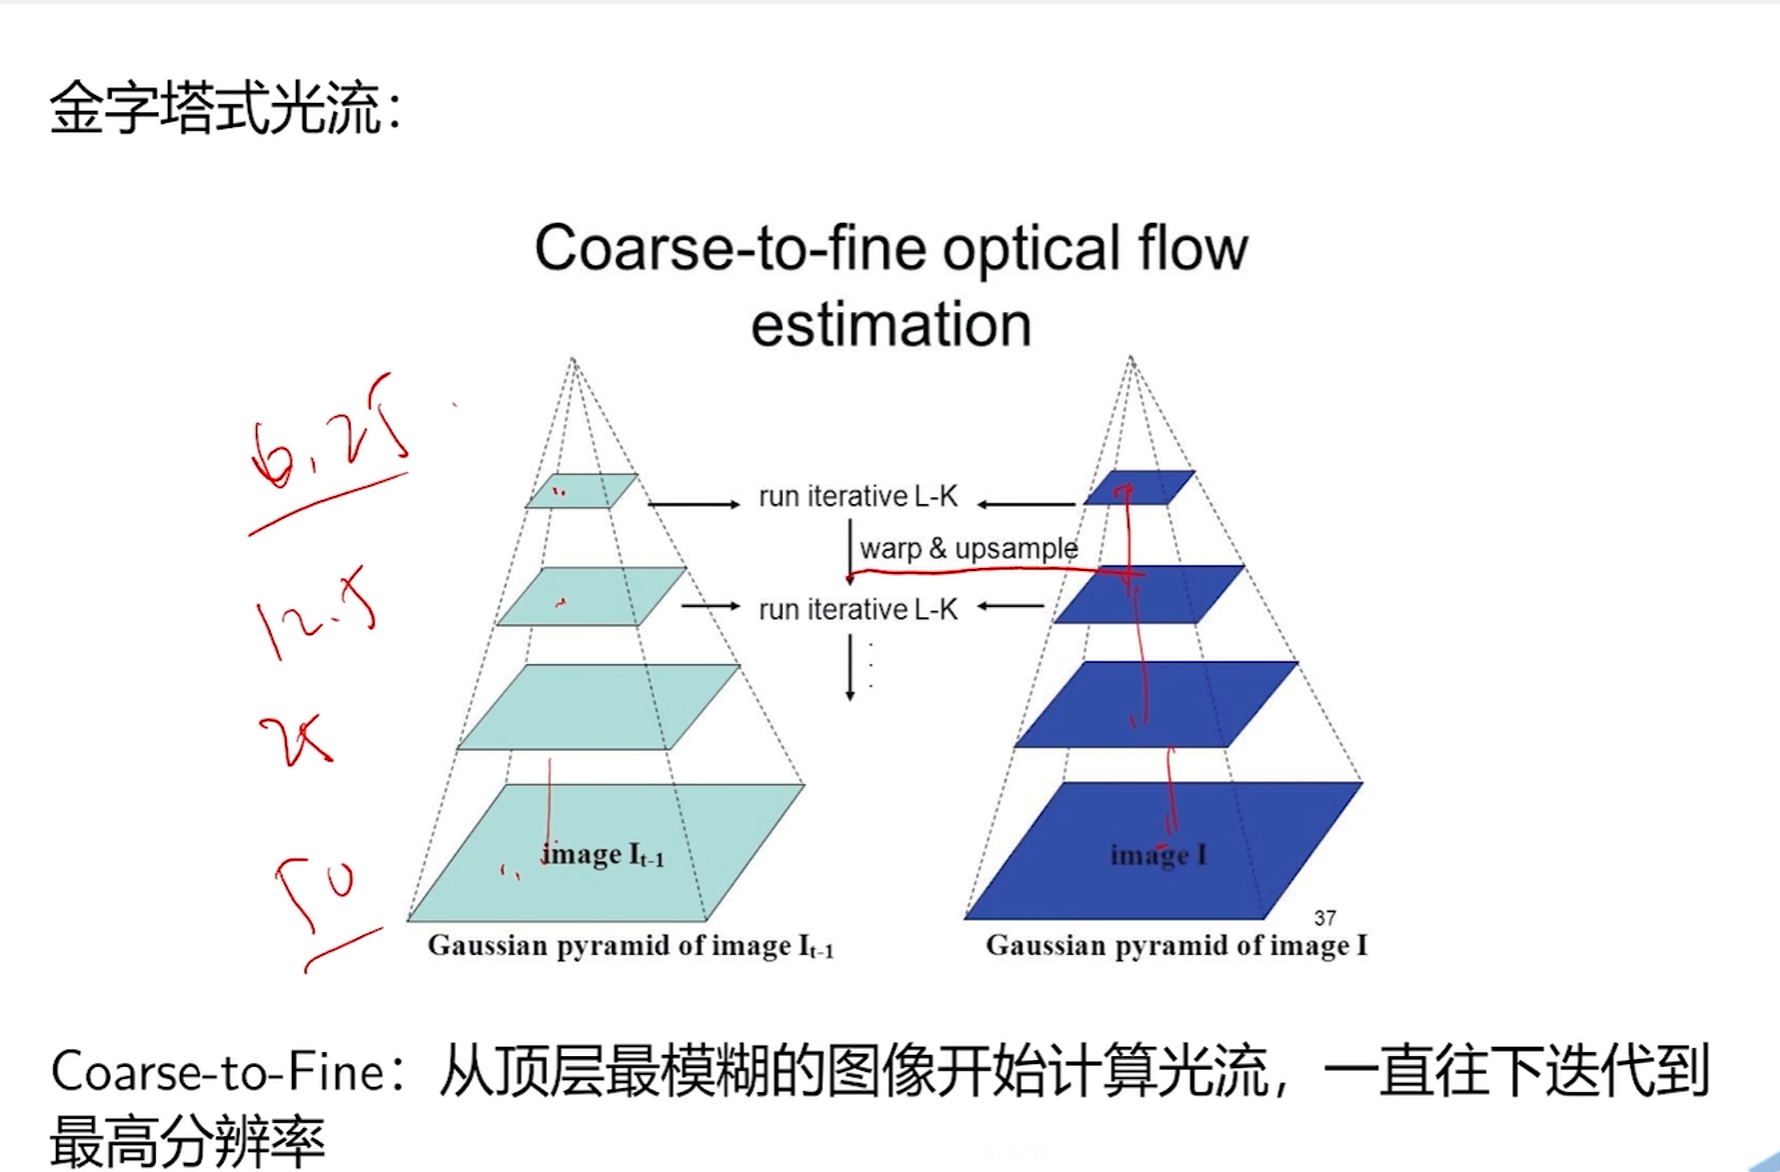 金字塔式光流：
Coarse-to-fine optical flow
estimation
6.25
run iterative L-K
warp & upsample
12.5
run iterative L-K
25
50
image It-1
image I
37
Gaussian pyramid of image It-1
Gaussian pyramid of image I
Coarse-to-Fine：从顶层最模糊的图像开始计算光流，一直往下迭代到
最高分辨率